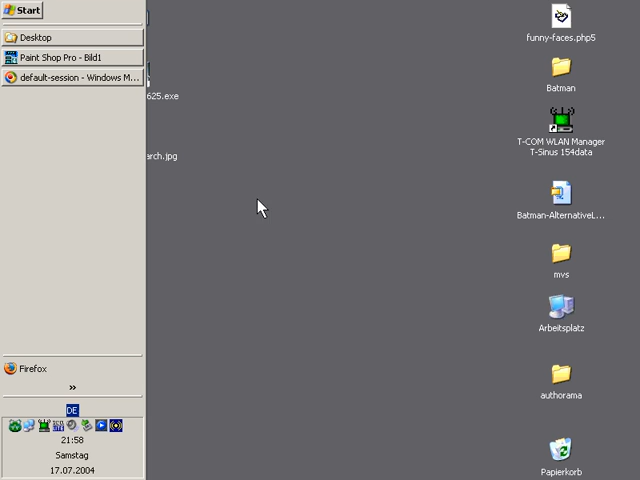 Start
Desktop
Paint Shop Pro - Bild1
default-session - Windows M...
625.exe
arch.jpg
Firefox
»
DE
21:58
Samstag
17.07.2004
funny-faces.php5
Batman
T-COM WLAN Manager
T-Sinus 154data
Batman-AlternativeL...
mvs
Arbeitsplatz
authorama
Papierkorb